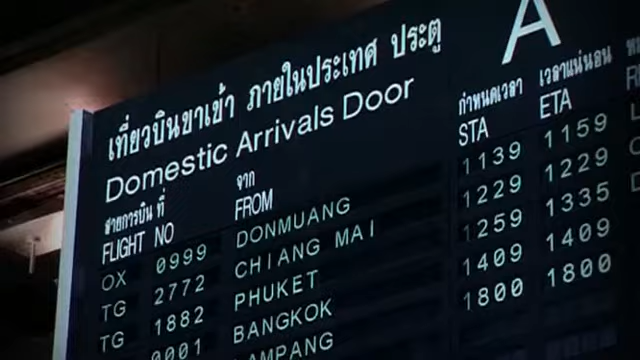 เที่ยวบินขาเข้า ภายในประเทศ ประตู A
Domestic Arrivals Door
สายการบิน ที่ จาก กำหนดเวลา เวลาแน่นอน
FLIGHT NO FROM STA ETA
OX 0999 DONMUANG 1139 1159
TG 2772 CHIANG MAI 1229 1229
TG 1882 PHUKET 1259 1335
0001 BANGKOK 1409 1409
AMPANG 1800 1800